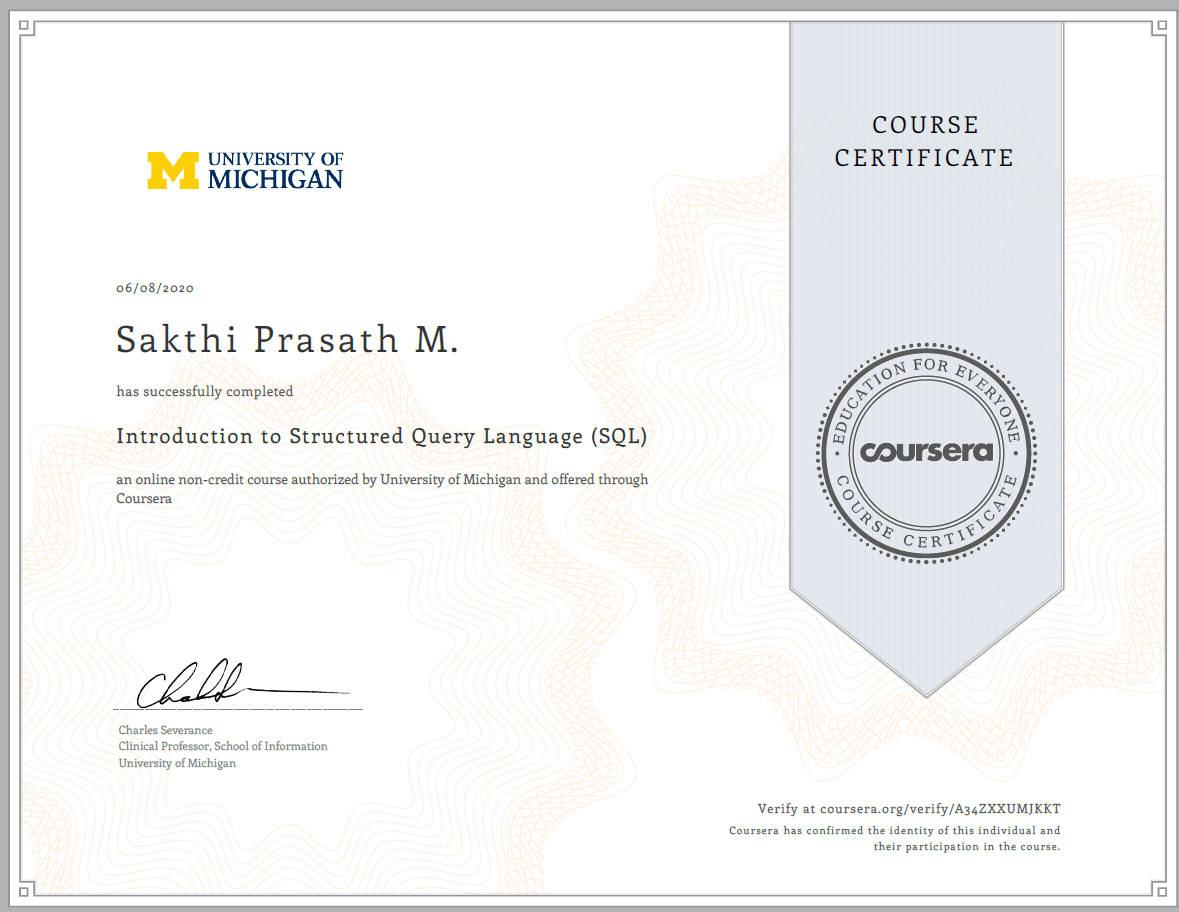 COURSE
CERTIFICATE
M UNIVERSITY OF
MICHIGAN
06/08/2020
Sakthi Prasath M.
has successfully completed
Introduction to Structured Query Language (SQL)
an online non-credit course authorized by University of Michigan and offered through
Coursera
EDUCATION FOR EVERYONE
coursera
COURSE CERTIFICATE
Charles Severance
Clinical Professor, School of Information
University of Michigan
Verify at coursera.org/verify/A34ZXXUMJKKT
Coursera has confirmed the identity of this individual and
their participation in the course.